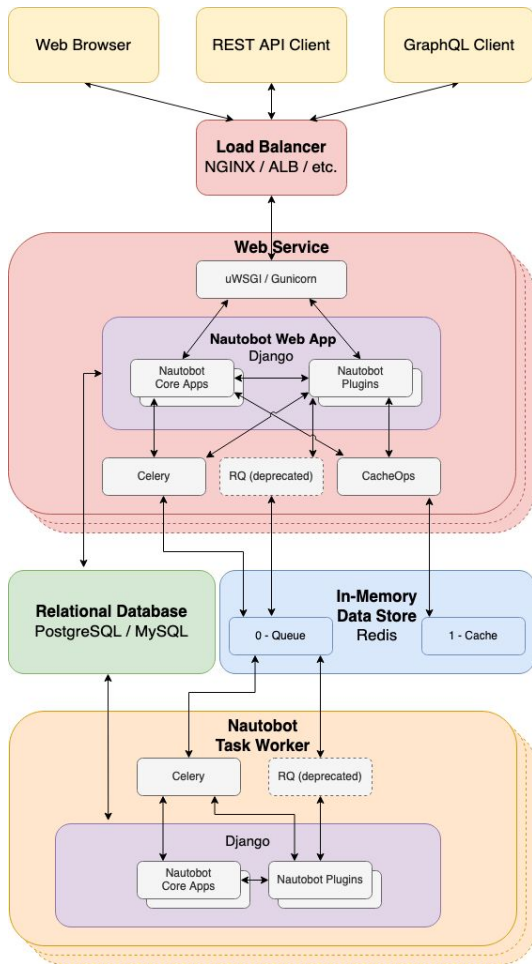 Web Browser
REST API Client
GraphQL Client
Load Balancer
NGINX / ALB / etc.
Web Service
uWSGI / Gunicorn
Nautobot Web App
Django
Nautobot
Core Apps
Nautobot
Plugins
Celery
RQ (deprecated)
CacheOps
Relational Database
PostgreSQL / MySQL
In-Memory
Data Store
Redis
0 - Queue
1 - Cache
Nautobot
Task Worker
Celery
RQ (deprecated)
Django
Nautobot
Core Apps
Nautobot Plugins